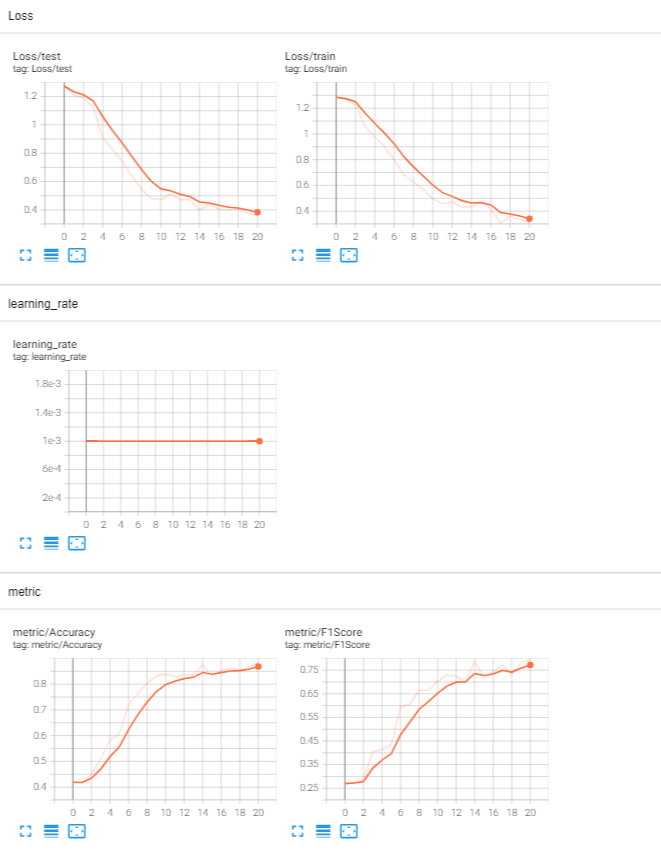 Loss
Loss/test
tag: Loss/test
1.2
1
0.8
0.6
0.4
0 2 4 6 8 10 12 14 16 18 20
Loss/train
tag: Loss/train
1.2
1
0.8
0.6
0.4
0 2 4 6 8 10 12 14 16 18 20
learning_rate
learning_rate
tag: learning_rate
1.8e-3
1.4e-3
1e-3
6e-4
2e-4
0 2 4 6 8 10 12 14 16 18 20
metric
metric/Accuracy
tag: metric/Accuracy
0.8
0.7
0.6
0.5
0.4
0 2 4 6 8 10 12 14 16 18 20
metric/F1Score
tag: metric/F1Score
0.75
0.65
0.55
0.45
0.35
0.25
0 2 4 6 8 10 12 14 16 18 20